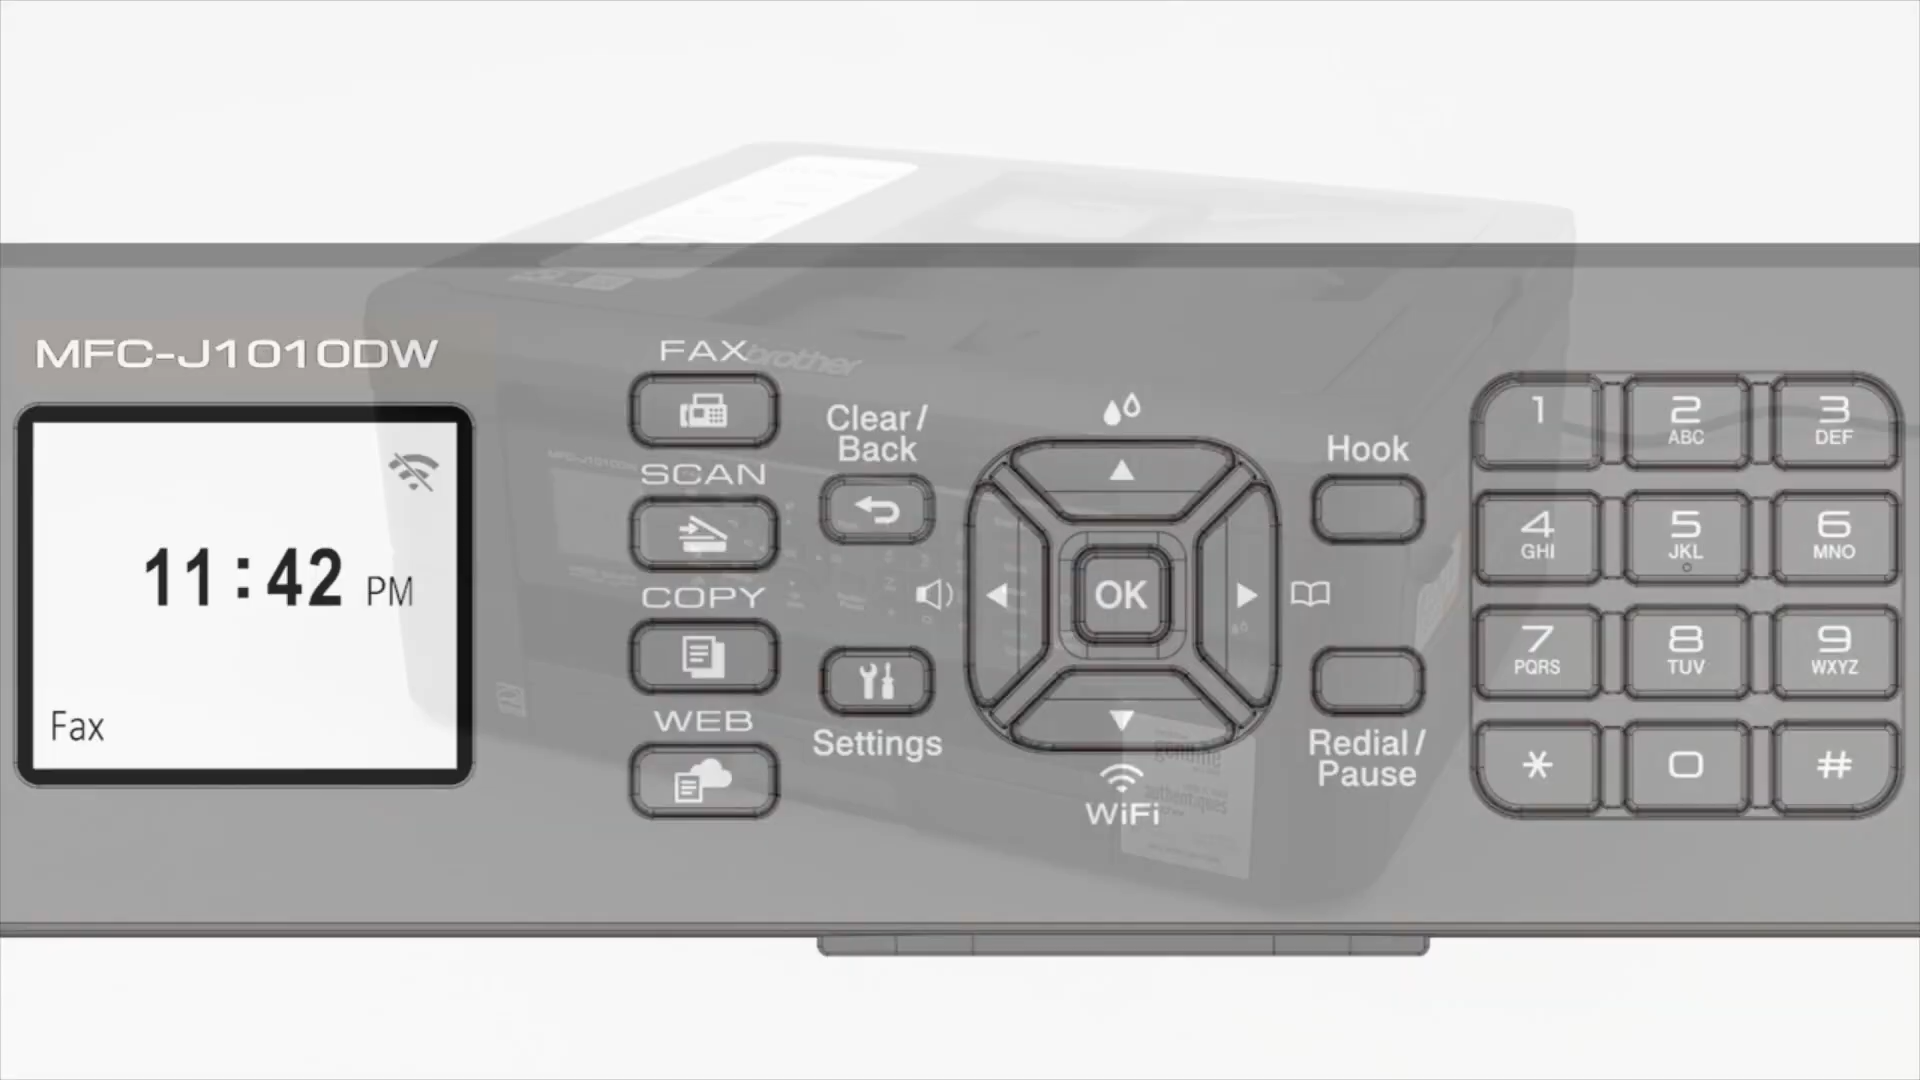 MFC-J1010DW
11:42 PM
Fax
FAX
brother
SCAN
COPY
WEB
Clear/
Back
Settings
OK
WiFi
Hook
Redial/
Pause
1
2
ABC
3
DEF
4
GHI
5
JKL
6
MNO
7
PQRS
8
TUV
9
WXYZ
*
0
#